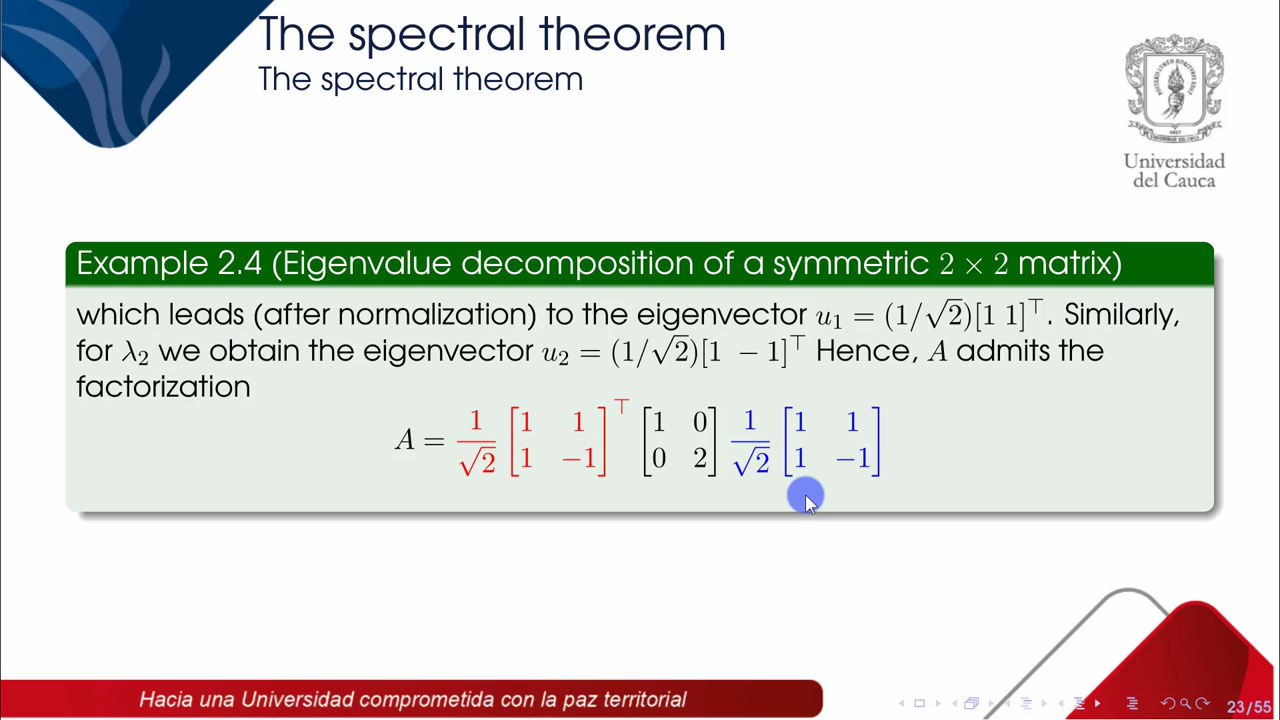 The spectral theorem
The spectral theorem
Universidad
del Cauca
Example 2.4 (Eigenvalue decomposition of a symmetric 2 × 2 matrix)
which leads (after normalization) to the eigenvector u₁ = (1/√2)[1 1]⊤. Similarly,
for λ₂ we obtain the eigenvector u₂ = (1/√2)[1 −1]⊤ Hence, A admits the
factorization
A = 1/√2 [1 1; 1 −1]⊤ [1 0; 0 2] 1/√2 [1 1; 1 −1]
Hacia una Universidad comprometida con la paz territorial
23/55